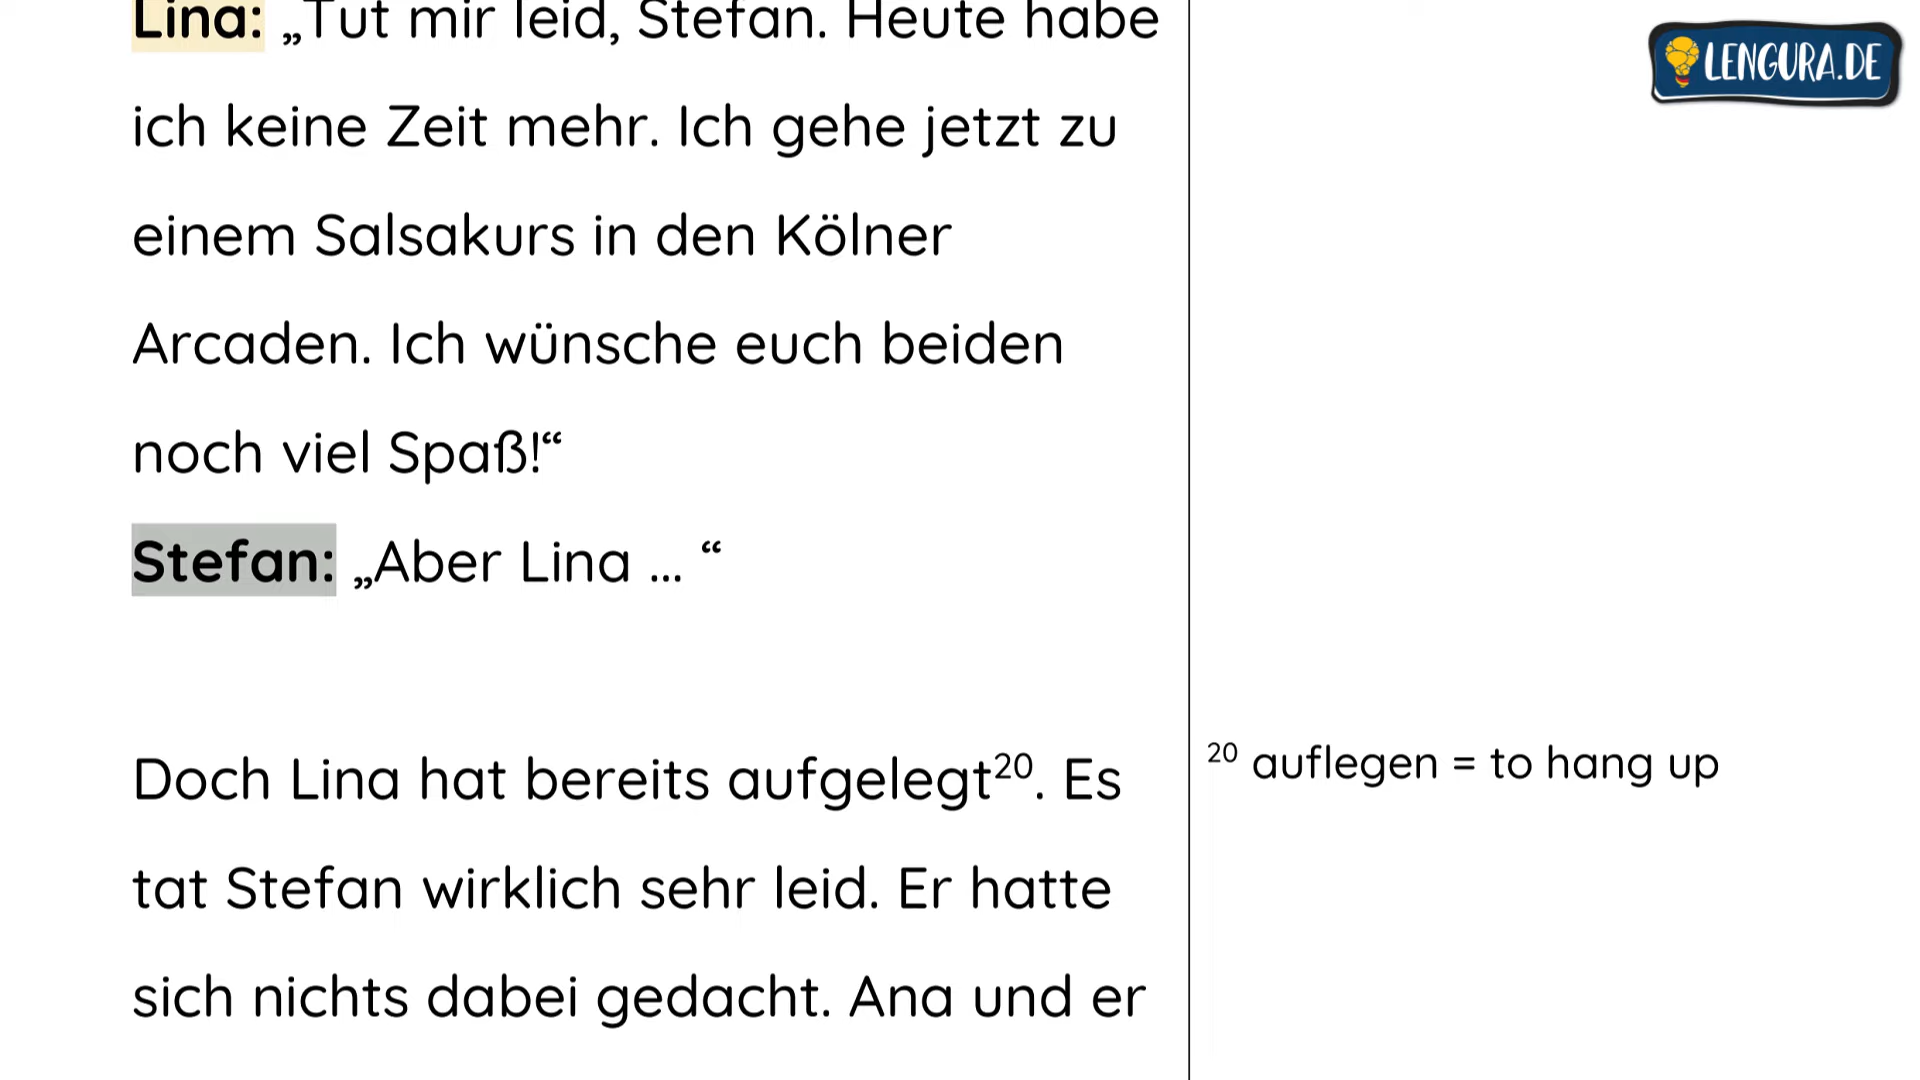 Lina: „Tut mir leid, Stefan. Heute habe
ich keine Zeit mehr. Ich gehe jetzt zu
einem Salsakurs in den Kölner
Arcaden. Ich wünsche euch beiden
noch viel Spaß!“
Stefan: „Aber Lina ... “
Doch Lina hat bereits aufgelegt²⁰. Es
tat Stefan wirklich sehr leid. Er hatte
sich nichts dabei gedacht. Ana und er
²⁰ auflegen = to hang up
LENGURA.DE